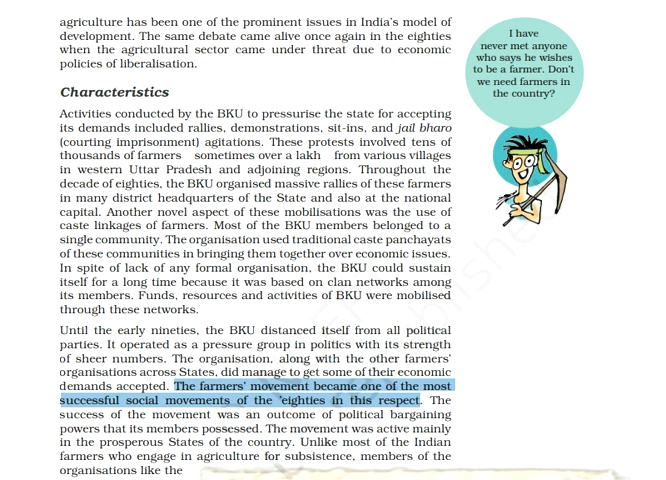 agriculture has been one of the prominent issues in India's model of
development. The same debate came alive once again in the eighties
when the agricultural sector came under threat due to economic
policies of liberalisation.
Characteristics
Activities conducted by the BKU to pressurise the state for accepting
its demands included rallies, demonstrations, sit-ins, and jail bharo
(courting imprisonment) agitations. These protests involved tens of
thousands of farmers sometimes over a lakh from various villages
in western Uttar Pradesh and adjoining regions. Throughout the
decade of eighties, the BKU organised massive rallies of these farmers
in many district headquarters of the State and also at the national
capital. Another novel aspect of these mobilisations was the use of
caste linkages of farmers. Most of the BKU members belonged to a
single community. The organisation used traditional caste panchayats
of these communities in bringing them together over economic issues.
In spite of lack of any formal organisation, the BKU could sustain
itself for a long time because it was based on clan networks among
its members. Funds, resources and activities of BKU were mobilised
through these networks.
Until the early nineties, the BKU distanced itself from all political
parties. It operated as a pressure group in politics with its strength
of sheer numbers. The organisation, along with the other farmers'
organisations across States, did manage to get some of their economic
demands accepted. The farmers' movement became one of the most
successful social movements of the 'eighties in this respect. The
success of the movement was an outcome of political bargaining
powers that its members possessed. The movement was active mainly
in the prosperous States of the country. Unlike most of the Indian
farmers who engage in agriculture for subsistence, members of the
organisations like the
I have
never met anyone
who says he wishes
to be a farmer. Don't
we need farmers in
the country?